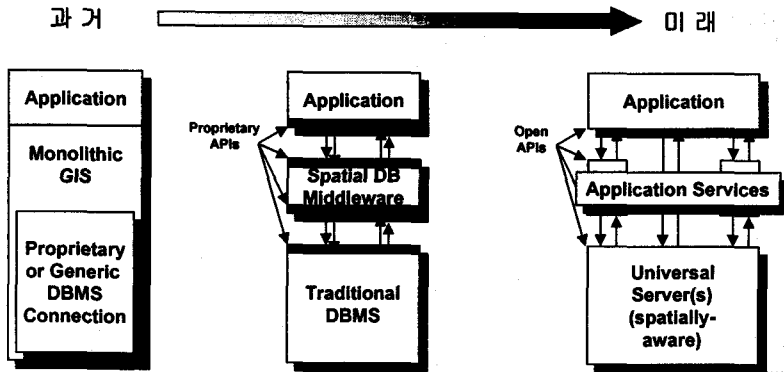 과 거
미 래
Application
Monolithic
GIS
Proprietary
or Generic
DBMS
Connection
Proprietary
APIs
Application
Spatial DB
Middleware
Traditional
DBMS
Open
APIs
Application
Application Services
Universal
Server(s)
(spatially-
aware)